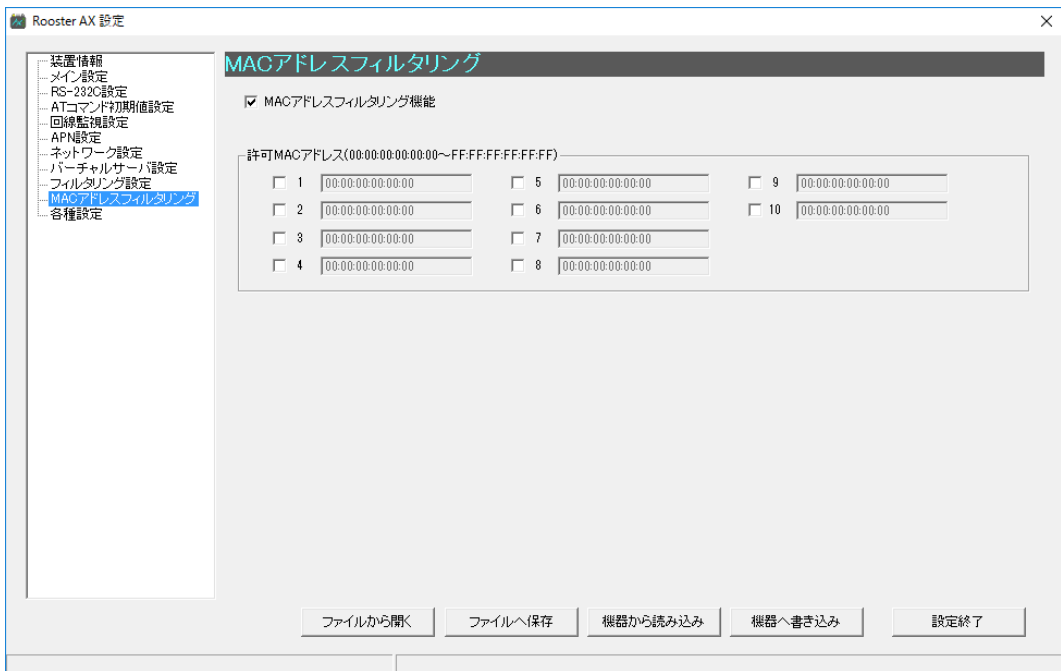 Rooster AX 設定
装置情報
メイン設定
RS-232C設定
ATコマンド初期値設定
回線監視設定
APN設定
ネットワーク設定
バーチャルサーバ設定
フィルタリング設定
MACアドレスフィルタリング
各種設定
MACアドレスフィルタリング
MACアドレスフィルタリング機能
許可MACアドレス(00:00:00:00:00:00～FF:FF:FF:FF:FF:FF)
1 00:00:00:00:00:00 5 00:00:00:00:00:00 9 00:00:00:00:00:00
2 00:00:00:00:00:00 6 00:00:00:00:00:00 10 00:00:00:00:00:00
3 00:00:00:00:00:00 7 00:00:00:00:00:00
4 00:00:00:00:00:00 8 00:00:00:00:00:00
ファイルから開く ファイルへ保存 機器から読み込み 機器へ書き込み 設定終了